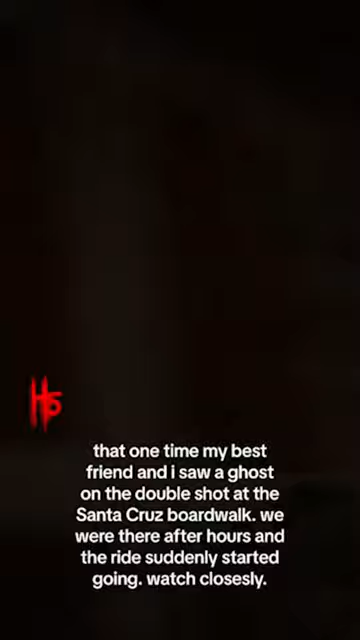 that one time my best
friend and i saw a ghost
on the double shot at the
Santa Cruz boardwalk. we
were there after hours and
the ride suddenly started
going. watch closesly.